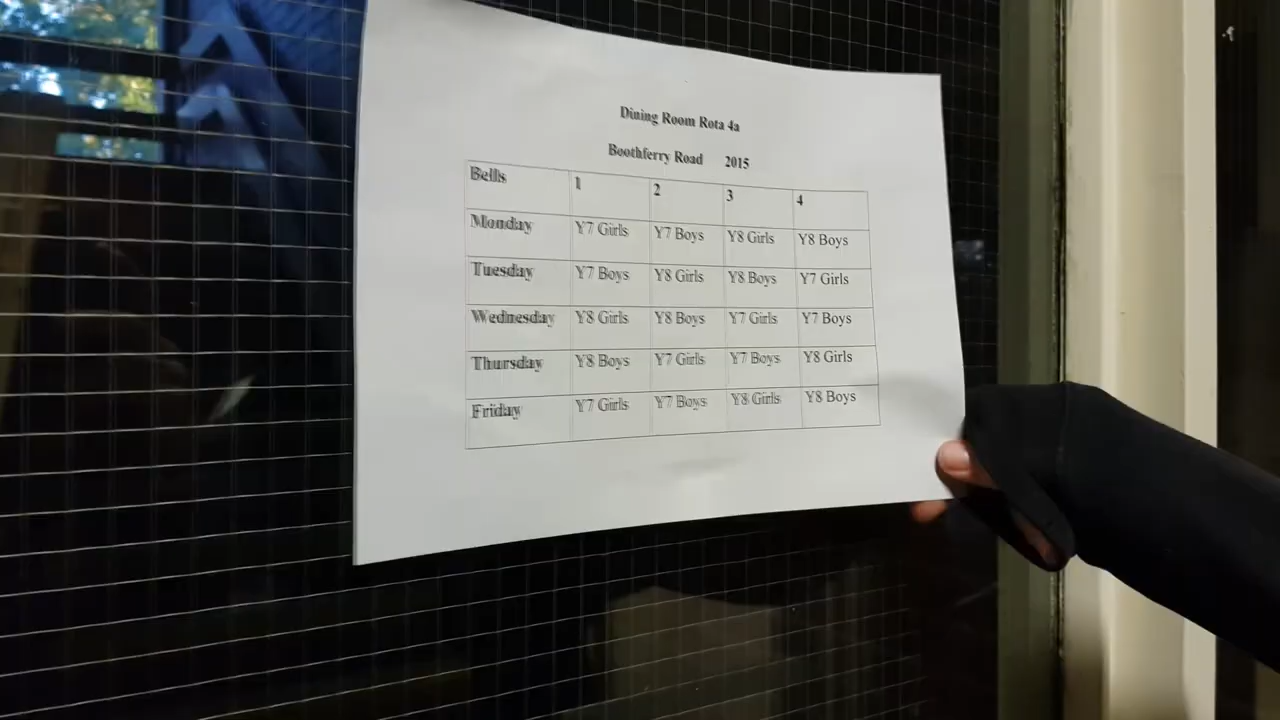 Dining Room Rota 4a
Boothferry Road 2015
Bells 1 2 3 4
Monday Y7 Girls Y7 Boys Y8 Girls Y8 Boys
Tuesday Y7 Boys Y8 Girls Y8 Boys Y7 Girls
Wednesday Y8 Girls Y8 Boys Y7 Girls Y7 Boys
Thursday Y8 Boys Y7 Girls Y7 Boys Y8 Girls
Friday Y7 Girls Y7 Boys Y8 Girls Y8 Boys